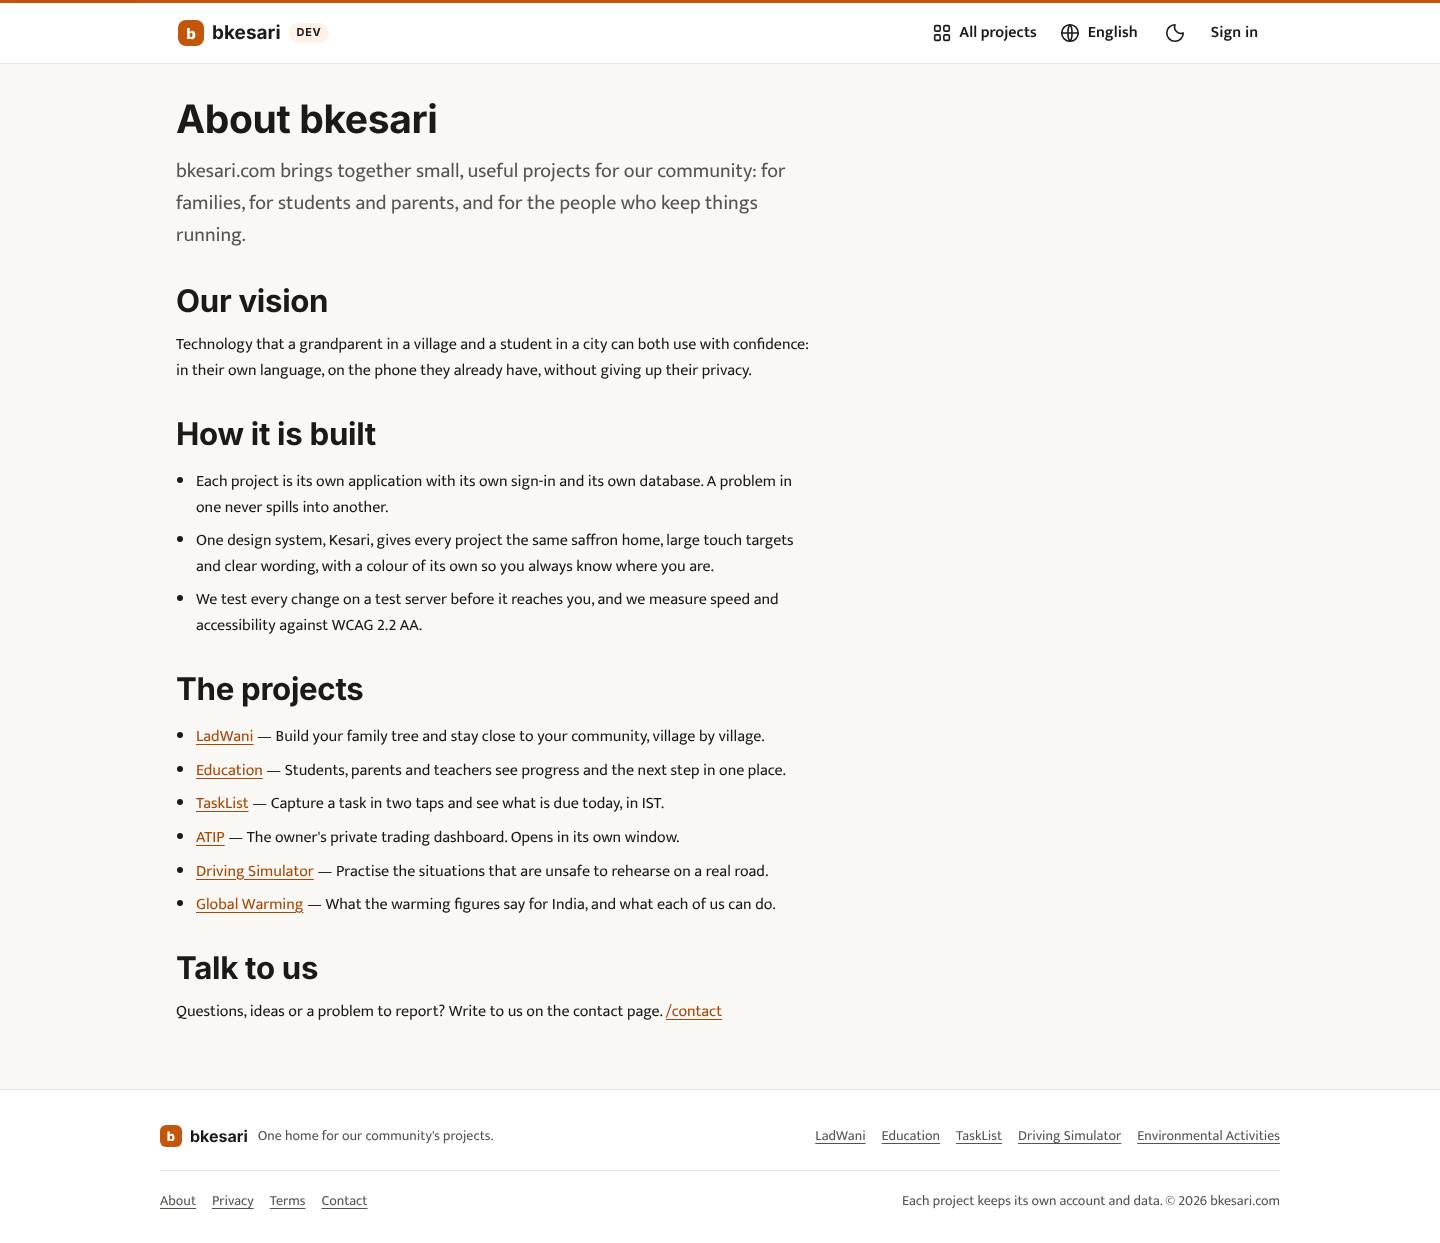 b bkesari DEV
All projects English Sign in
About bkesari
bkesari.com brings together small, useful projects for our community: for
families, for students and parents, and for the people who keep things
running.
Our vision
Technology that a grandparent in a village and a student in a city can both use with confidence:
in their own language, on the phone they already have, without giving up their privacy.
How it is built
• Each project is its own application with its own sign-in and its own database. A problem in
one never spills into another.
• One design system, Kesari, gives every project the same saffron home, large touch targets
and clear wording, with a colour of its own so you always know where you are.
• We test every change on a test server before it reaches you, and we measure speed and
accessibility against WCAG 2.2 AA.
The projects
• LadWani — Build your family tree and stay close to your community, village by village.
• Education — Students, parents and teachers see progress and the next step in one place.
• TaskList — Capture a task in two taps and see what is due today, in IST.
• ATIP — The owner's private trading dashboard. Opens in its own window.
• Driving Simulator — Practise the situations that are unsafe to rehearse on a real road.
• Global Warming — What the warming figures say for India, and what each of us can do.
Talk to us
Questions, ideas or a problem to report? Write to us on the contact page. /contact
b bkesari One home for our community's projects.
LadWani Education TaskList Driving Simulator Environmental Activities
About Privacy Terms Contact
Each project keeps its own account and data. © 2026 bkesari.com